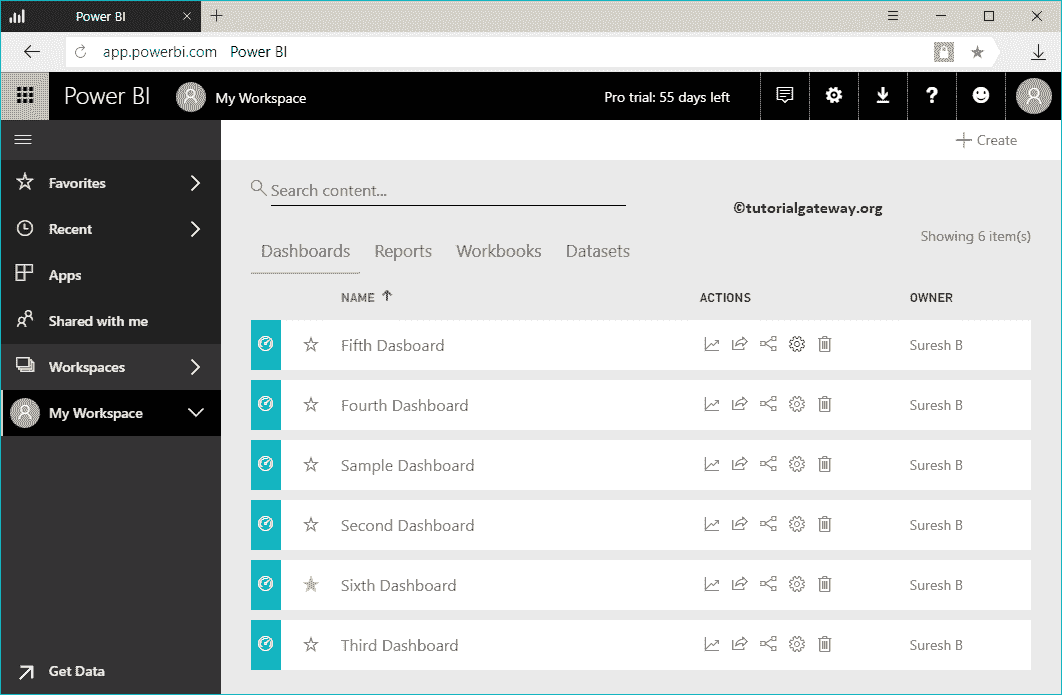 Power BI
app.powerbi.com Power BI
Power BI My Workspace Pro trial: 55 days left
Create
Favorites
Recent
Apps
Shared with me
Workspaces
My Workspace
Get Data
Search content...
©tutorialgateway.org
Showing 6 item(s)
Dashboards Reports Workbooks Datasets
NAME ACTIONS OWNER
Fifth Dasboard Suresh B
Fourth Dashboard Suresh B
Sample Dashboard Suresh B
Second Dashboard Suresh B
Sixth Dashboard Suresh B
Third Dashboard Suresh B